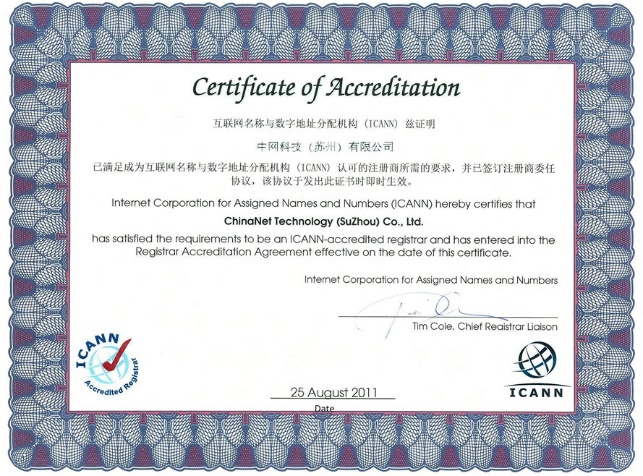 Certificate of Accreditation
互联网名称与数字地址分配机构 (ICANN) 兹证明
中网科技（苏州）有限公司
已满足成为互联网名称与数字地址分配机构 (ICANN) 认可的注册商所需的要求，并已签订注册商委任
协议，该协议于发出此证书时即时生效。
Internet Corporation for Assigned Names and Numbers (ICANN) hereby certifies that
ChinaNet Technology (SuZhou) Co., Ltd.
has satisfied the requirements to be an ICANN-accredited registrar and has entered into the
Registrar Accreditation Agreement effective on the date of this certificate.
Internet Corporation for Assigned Names and Numbers
Tim Cole, Chief Registrar Liaison
ICANN
Accredited Registrar
ICANN
25 August 2011
Date